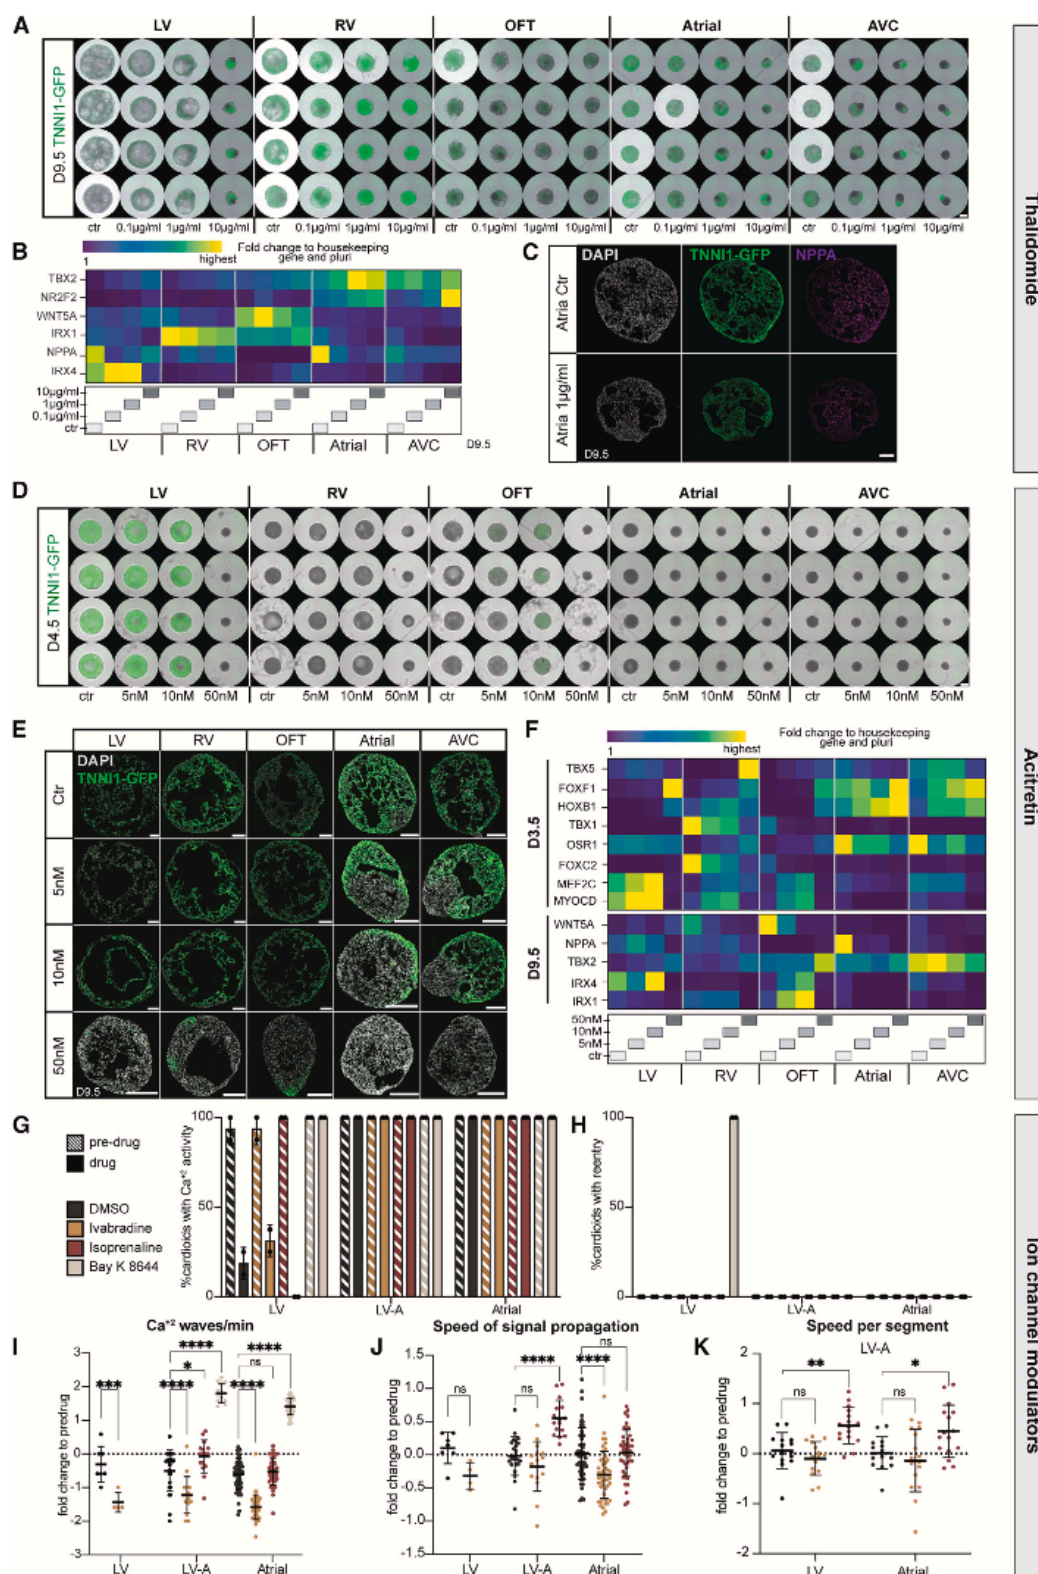 A
LV RV OFT Atrial AVC
D9.5 TNNI1-GFP
ctr 0.1µg/ml 1µg/ml 10µg/ml ctr 0.1µg/ml 1µg/ml 10µg/ml ctr 0.1µg/ml 1µg/ml 10µg/ml ctr 0.1µg/ml 1µg/ml 10µg/ml ctr 0.1µg/ml 1µg/ml 10µg/ml
Thalidomide
B
1 highest
Fold change to housekeeping
gene and pluri
TBX2
NR2F2
WNT5A
IRX1
NPPA
IRX4
10µg/ml
1µg/ml
0.1µg/ml
ctr
LV RV OFT Atrial AVC D9.5
C
DAPI TNNI1-GFP NPPA
Atria Ctr
Atria 1µg/ml
D9.5
D
LV RV OFT Atrial AVC
D4.5 TNNI1-GFP
ctr 5nM 10nM 50nM ctr 5nM 10nM 50nM ctr 5nM 10nM 50nM ctr 5nM 10nM 50nM ctr 5nM 10nM 50nM
Acitretin
E
LV RV OFT Atrial AVC
DAPI
TNNI1-GFP
Ctr
5nM
10nM
50nM
D9.5
F
1 highest
Fold change to housekeeping
gene and pluri
D3.5
TBX5
FOXF1
HOXB1
TBX1
OSR1
FOXC2
MEF2C
MYOCD
D9.5
WNT5A
NPPA
TBX2
IRX4
IRX1
50nM
10nM
5nM
ctr
LV RV OFT Atrial AVC
G
pre-drug
drug
DMSO
Ivabradine
Isoprenaline
Bay K 8644
%cardioids with Ca⁺² activity
100
50
0
LV LV-A Atrial
H
%cardioids with reentry
100
50
0
LV LV-A Atrial
Ion channel modulators
I
Ca⁺² waves/min
fold change to predrug
3
2
1
0
-1
-2
-3
*** **** * **** **** ns ****
LV LV-A Atrial
J
Speed of signal propagation
fold change to predrug
1.5
1.0
0.5
0.0
-0.5
-1.0
-1.5
ns ns **** **** ns
LV LV-A Atrial
K
Speed per segment
LV-A
fold change to predrug
2
1
0
-1
-2
ns ** ns *
LV Atrial